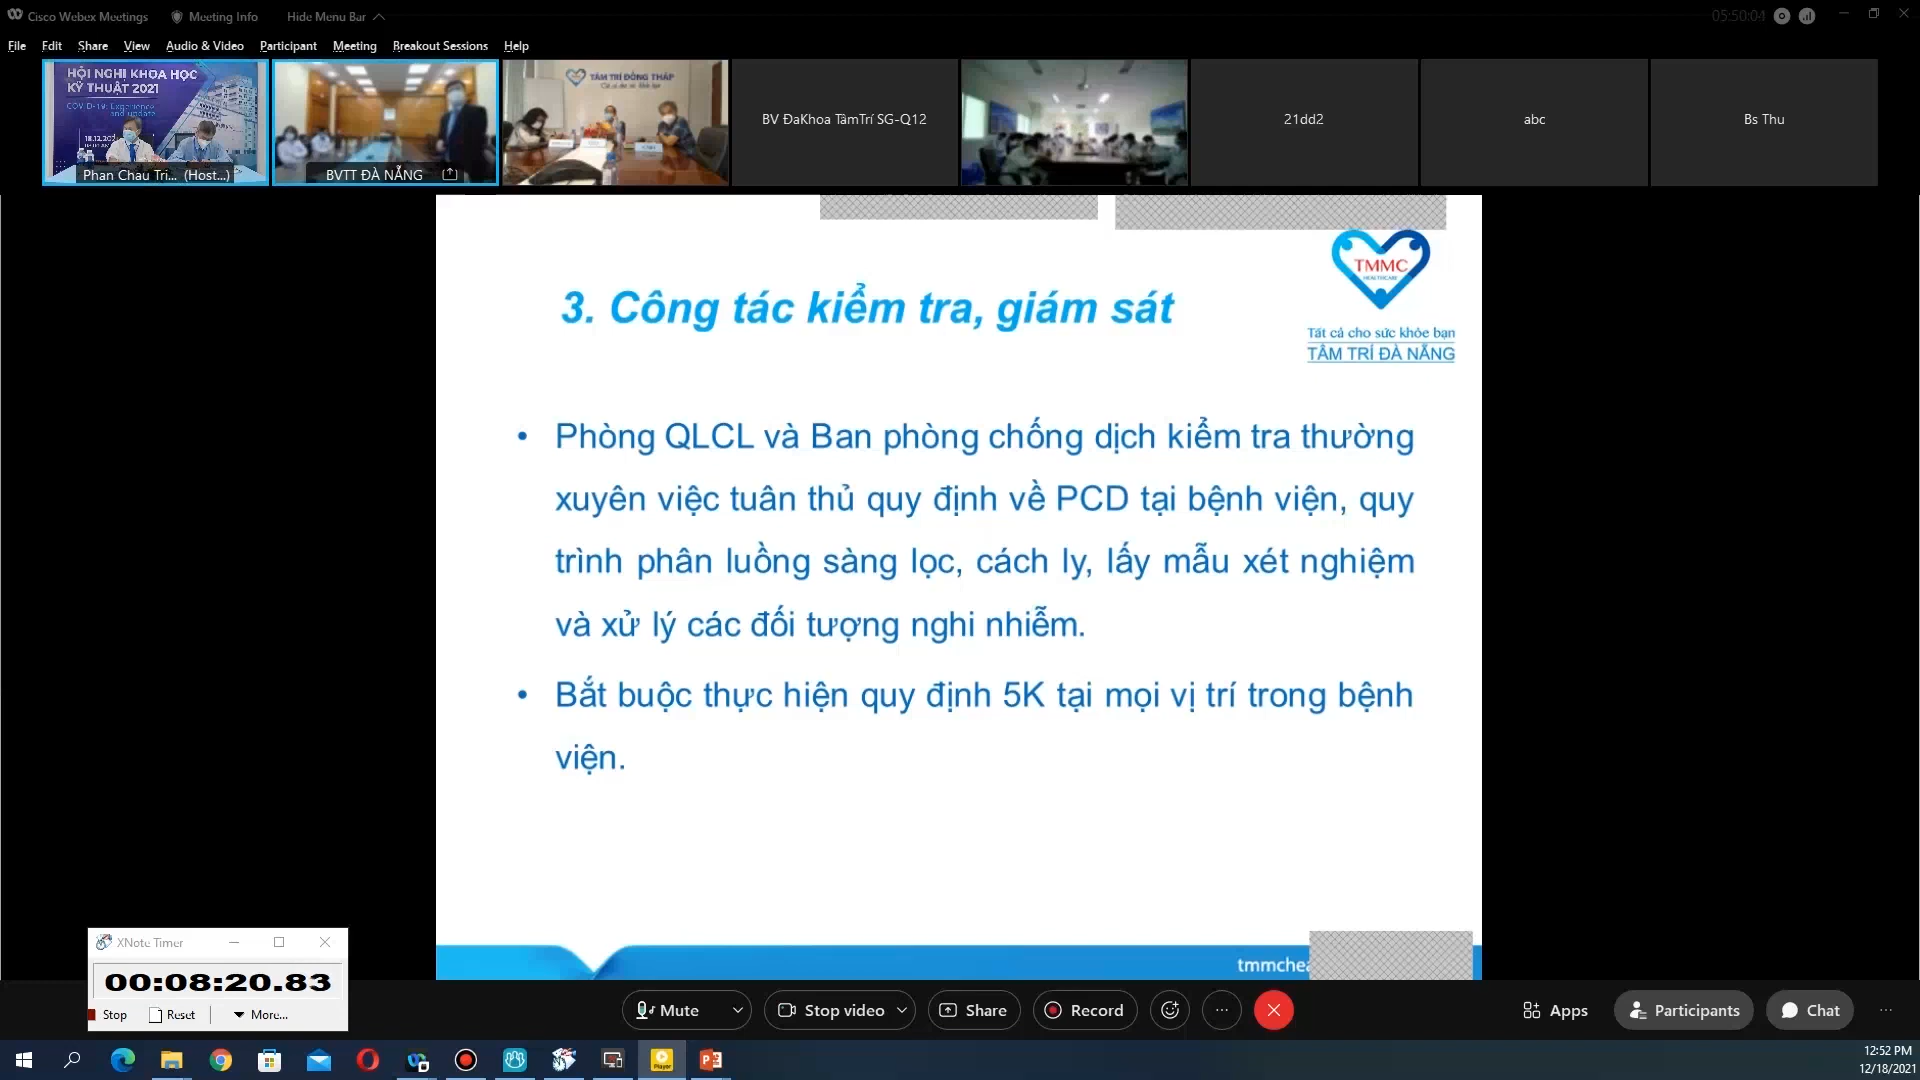 Cisco Webex Meetings
Meeting Info
Hide Menu Bar
05:50:04
File Edit Share View Audio & Video Participant Meeting Breakout Sessions Help
HỘI NGHỊ KHOA HỌC
KỸ THUẬT 2021
COVID-19: Experience
and update
Phan Chau Tri... (Host...)
BVTT ĐÀ NẴNG
TÂM TRÍ ĐỒNG THÁP
BV ĐaKhoa TâmTrí SG-Q12
21dd2
abc
Bs Thu
TMMC
HEALTHCARE
Tất cả cho sức khỏe bạn
TÂM TRÍ ĐÀ NẴNG
3. Công tác kiểm tra, giám sát
• Phòng QLCL và Ban phòng chống dịch kiểm tra thường
xuyên việc tuân thủ quy định về PCD tại bệnh viện, quy
trình phân luồng sàng lọc, cách ly, lấy mẫu xét nghiệm
và xử lý các đối tượng nghi nhiễm.
• Bắt buộc thực hiện quy định 5K tại mọi vị trí trong bệnh
viện.
tmmchea
XNote Timer
00:08:20.83
Stop Reset More...
Mute
Stop video
Share
Record
Apps
Participants
Chat
Player
12:52 PM
12/18/2021